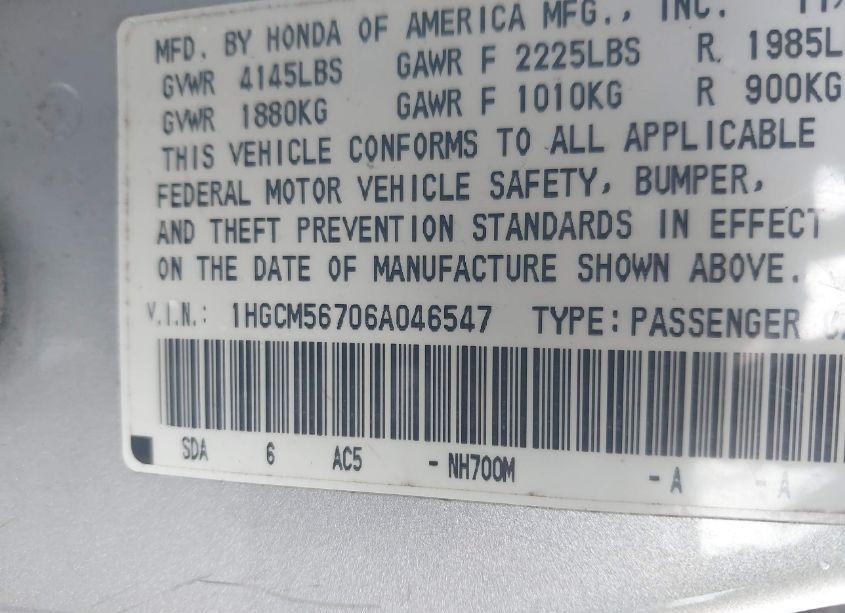 MFD. BY HONDA OF AMERICA MFG., INC.
GVWR 4145LBS GAWR F 2225LBS R 1985L
GVWR 1880KG GAWR F 1010KG R 900KG
THIS VEHICLE CONFORMS TO ALL APPLICABLE
FEDERAL MOTOR VEHICLE SAFETY, BUMPER,
AND THEFT PREVENTION STANDARDS IN EFFECT
ON THE DATE OF MANUFACTURE SHOWN ABOVE.
V.I.N.: 1HGCM56706A046547 TYPE: PASSENGER
SDA 6 AC5 - NH700M - A - A